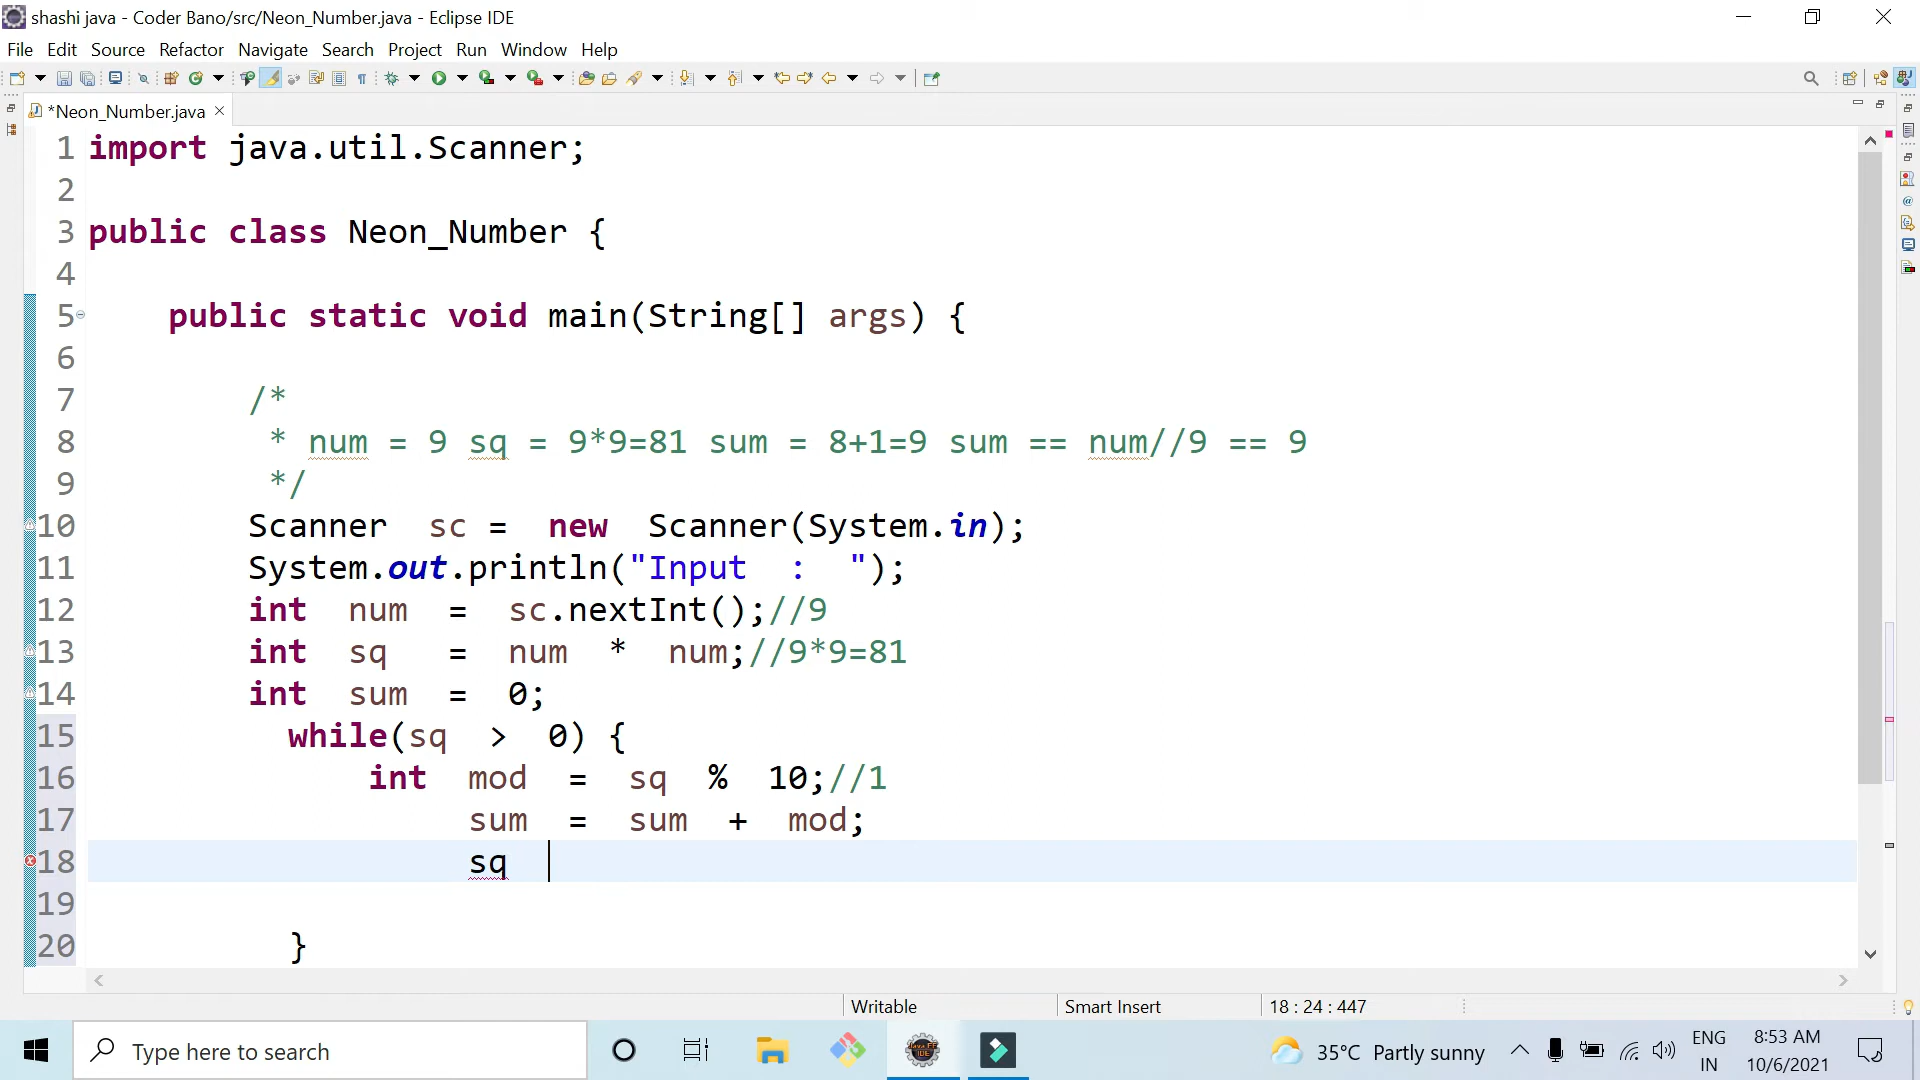 shashi java - Coder Bano/src/Neon_Number.java - Eclipse IDE
File Edit Source Refactor Navigate Search Project Run Window Help
*Neon_Number.java
1 import java.util.Scanner;
2
3 public class Neon_Number {
4
5 public static void main(String[] args) {
6
7 /*
8 * num = 9 sq = 9*9=81 sum = 8+1=9 sum == num//9 == 9
9 */
10 Scanner sc = new Scanner(System.in);
11 System.out.println("Input : ");
12 int num = sc.nextInt();//9
13 int sq = num * num;//9*9=81
14 int sum = 0;
15 while(sq > 0) {
16 int mod = sq % 10;//1
17 sum = sum + mod;
18 sq
19
20 }
Writable Smart Insert 18 : 24 : 447
Type here to search
35°C Partly sunny
ENG
IN
8:53 AM
10/6/2021